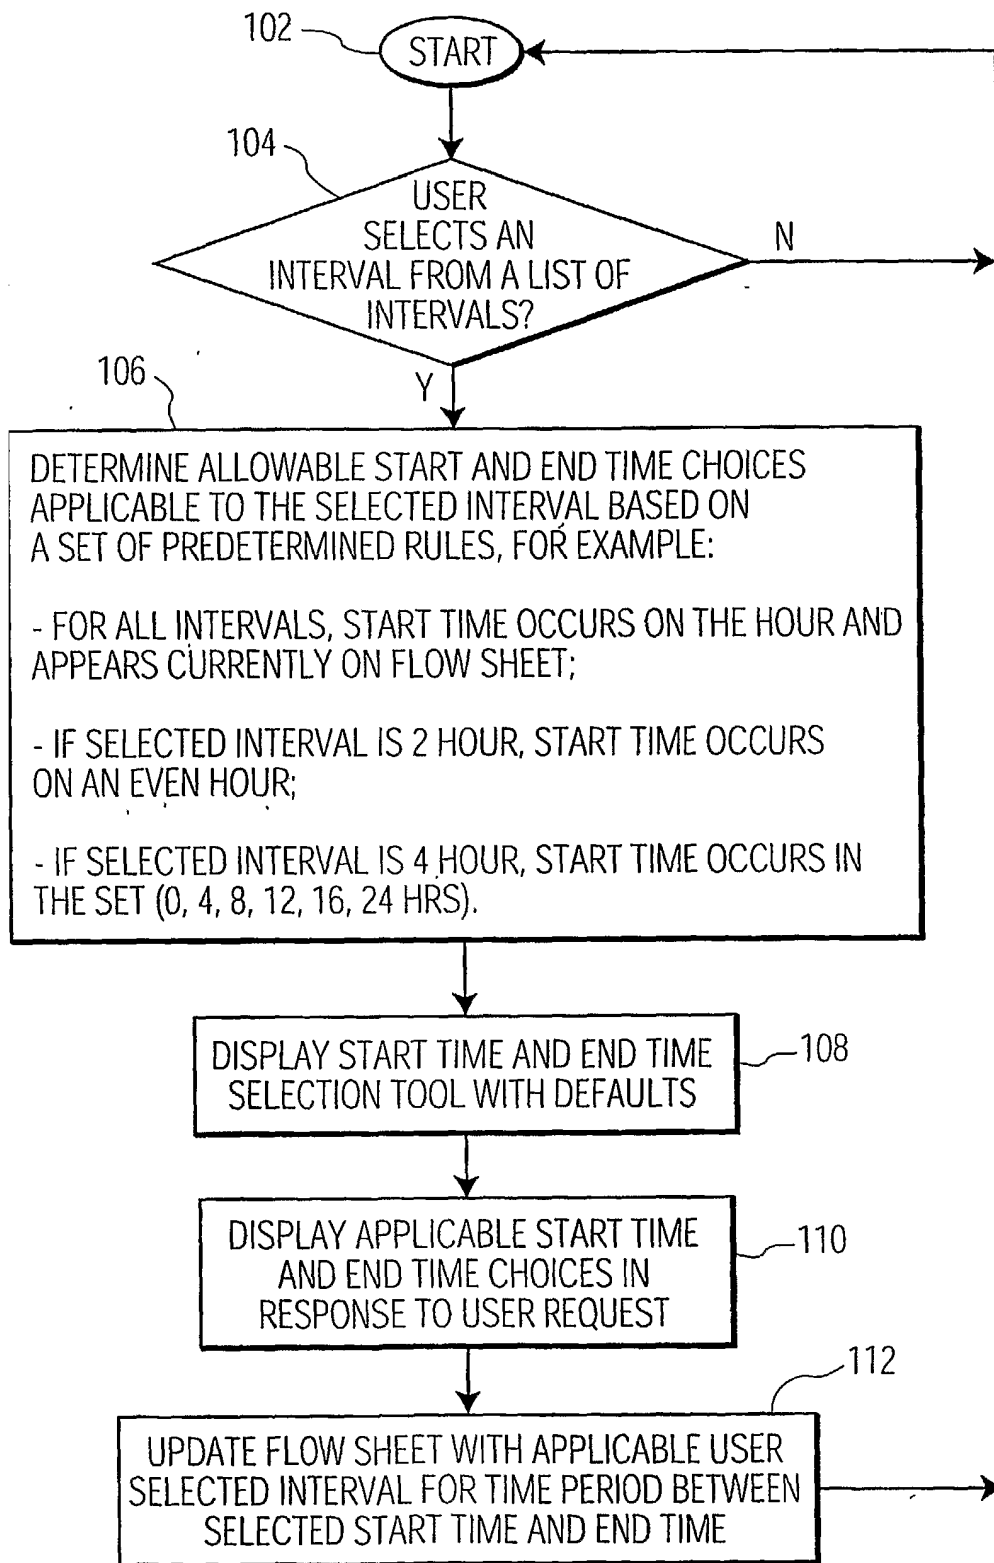 102
START
104
USER
SELECTS AN
INTERVAL FROM A LIST OF
INTERVALS?
N
Y
106
DETERMINE ALLOWABLE START AND END TIME CHOICES
APPLICABLE TO THE SELECTED INTERVAL BASED ON
A SET OF PREDETERMINED RULES, FOR EXAMPLE:
- FOR ALL INTERVALS, START TIME OCCURS ON THE HOUR AND
APPEARS CURRENTLY ON FLOW SHEET;
- IF SELECTED INTERVAL IS 2 HOUR, START TIME OCCURS
ON AN EVEN HOUR;
- IF SELECTED INTERVAL IS 4 HOUR, START TIME OCCURS IN
THE SET (0, 4, 8, 12, 16, 24 HRS).
DISPLAY START TIME AND END TIME
SELECTION TOOL WITH DEFAULTS
108
DISPLAY APPLICABLE START TIME
AND END TIME CHOICES IN
RESPONSE TO USER REQUEST
110
112
UPDATE FLOW SHEET WITH APPLICABLE USER
SELECTED INTERVAL FOR TIME PERIOD BETWEEN
SELECTED START TIME AND END TIME